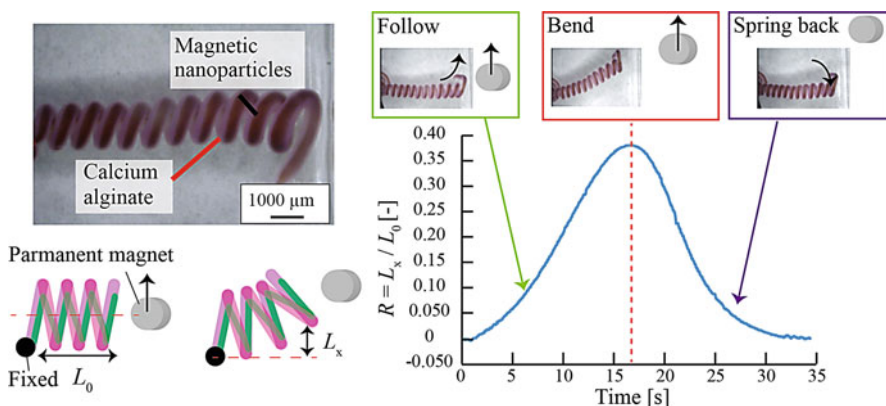 Magnetic
nanoparticles
Calcium
alginate
1000 μm
Parmanent magnet
Fixed
L₀
Lₓ
Follow
Bend
Spring back
0.40
0.35
0.30
0.25
0.20
0.15
0.10
0.050
0
-0.050
R = Lₓ / L₀ [-]
0 5 10 15 20 25 30 35
Time [s]